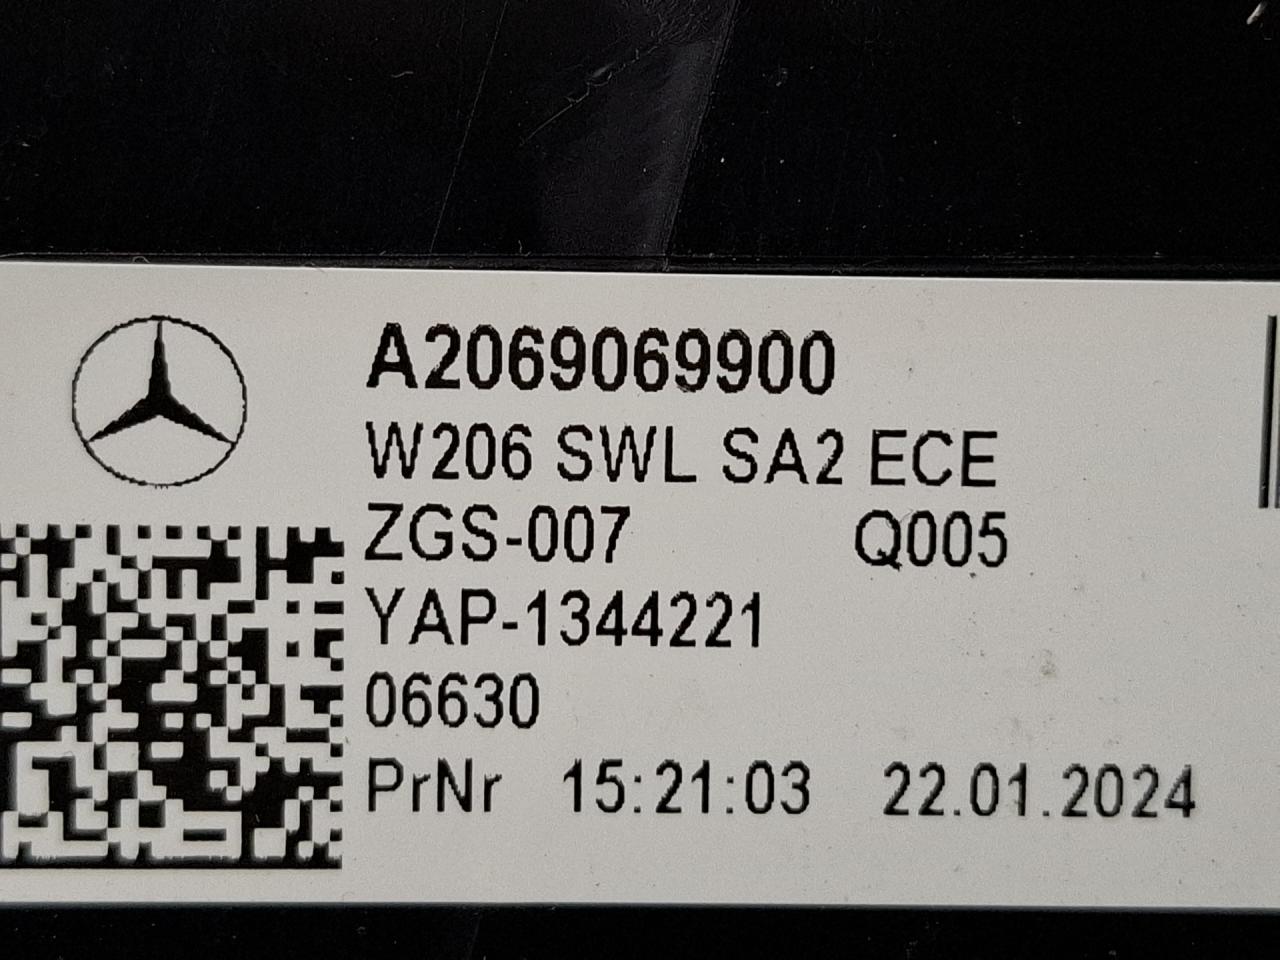 A2069069900
W206 SWL SA2 ECE
ZGS-007 Q005
YAP-1344221
06630
PrNr 15:21:03 22.01.2024